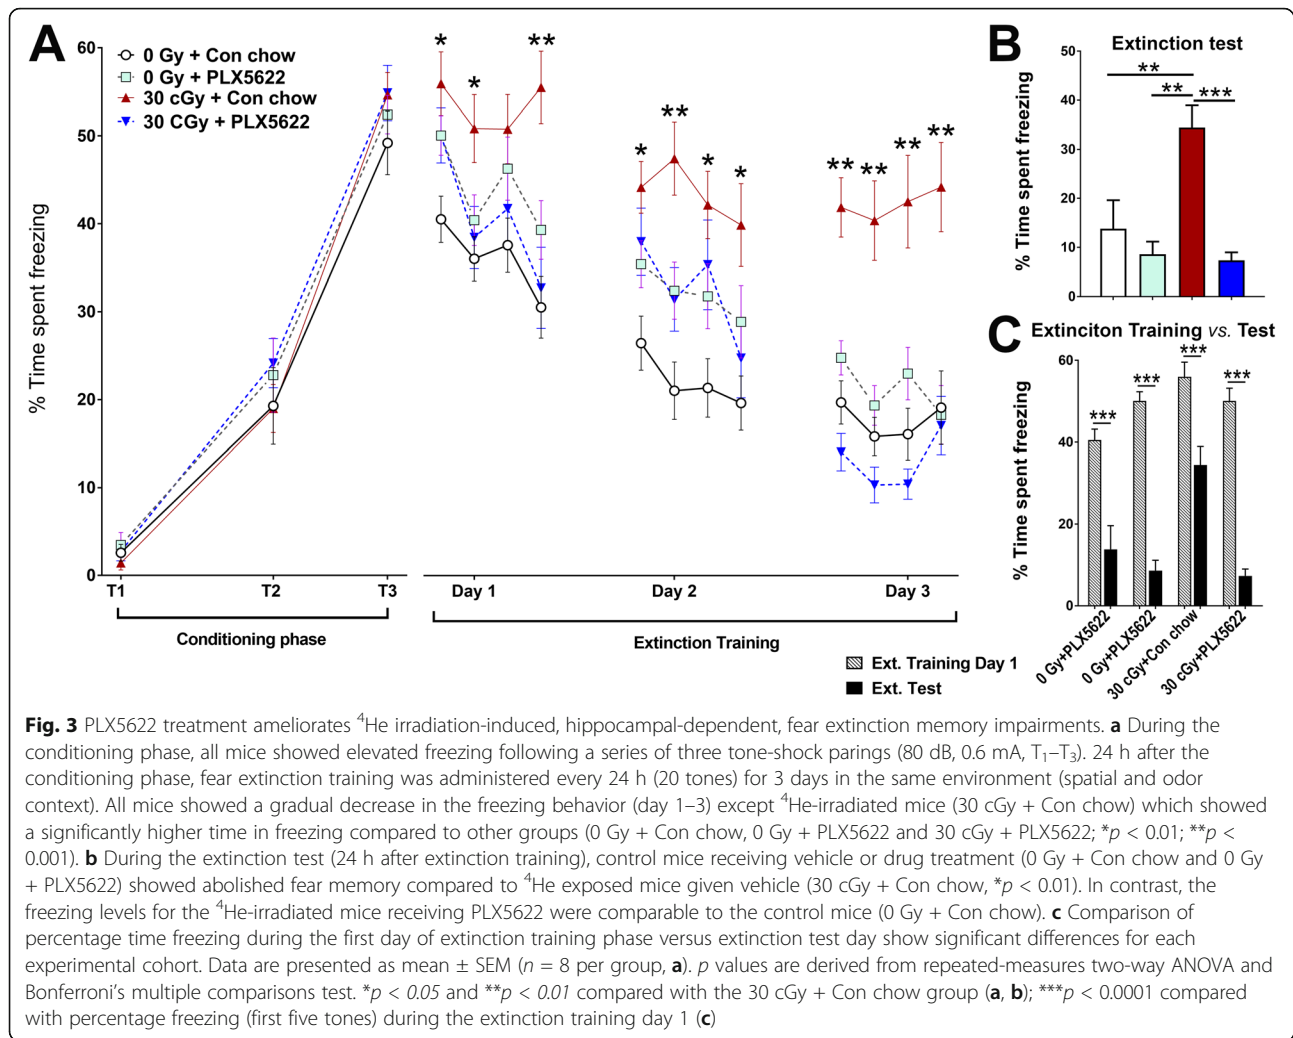 A
60
50
40
30
20
10
0
% Time spent freezing
0 Gy + Con chow
0 Gy + PLX5622
30 cGy + Con chow
30 CGy + PLX5622
* * **
* ** * *
** ** ** **
T1 T2 T3 Day 1 Day 2 Day 3
Conditioning phase Extinction Training
B
Extinction test
50
40
30
20
10
0
% Time spent freezing
**
** ***
C
Extinciton Training vs. Test
60
40
20
0
% Time spent freezing
*** *** *** ***
0 Gy+PLX5622 0 Gy+PLX5622 30 cGy+Con chow 30 cGy+PLX5622
Ext. Training Day 1
Ext. Test
Fig. 3 PLX5622 treatment ameliorates ⁴He irradiation-induced, hippocampal-dependent, fear extinction memory impairments. a During the
conditioning phase, all mice showed elevated freezing following a series of three tone-shock parings (80 dB, 0.6 mA, T₁–T₃). 24 h after the
conditioning phase, fear extinction training was administered every 24 h (20 tones) for 3 days in the same environment (spatial and odor
context). All mice showed a gradual decrease in the freezing behavior (day 1–3) except ⁴He-irradiated mice (30 cGy + Con chow) which showed
a significantly higher time in freezing compared to other groups (0 Gy + Con chow, 0 Gy + PLX5622 and 30 cGy + PLX5622; *p < 0.01; **p <
0.001). b During the extinction test (24 h after extinction training), control mice receiving vehicle or drug treatment (0 Gy + Con chow and 0 Gy
+ PLX5622) showed abolished fear memory compared to ⁴He exposed mice given vehicle (30 cGy + Con chow, *p < 0.01). In contrast, the
freezing levels for the ⁴He-irradiated mice receiving PLX5622 were comparable to the control mice (0 Gy + Con chow). c Comparison of
percentage time freezing during the first day of extinction training phase versus extinction test day show significant differences for each
experimental cohort. Data are presented as mean ± SEM (n = 8 per group, a). p values are derived from repeated-measures two-way ANOVA and
Bonferroni's multiple comparisons test. *p < 0.05 and **p < 0.01 compared with the 30 cGy + Con chow group (a, b); ***p < 0.0001 compared
with percentage freezing (first five tones) during the extinction training day 1 (c)